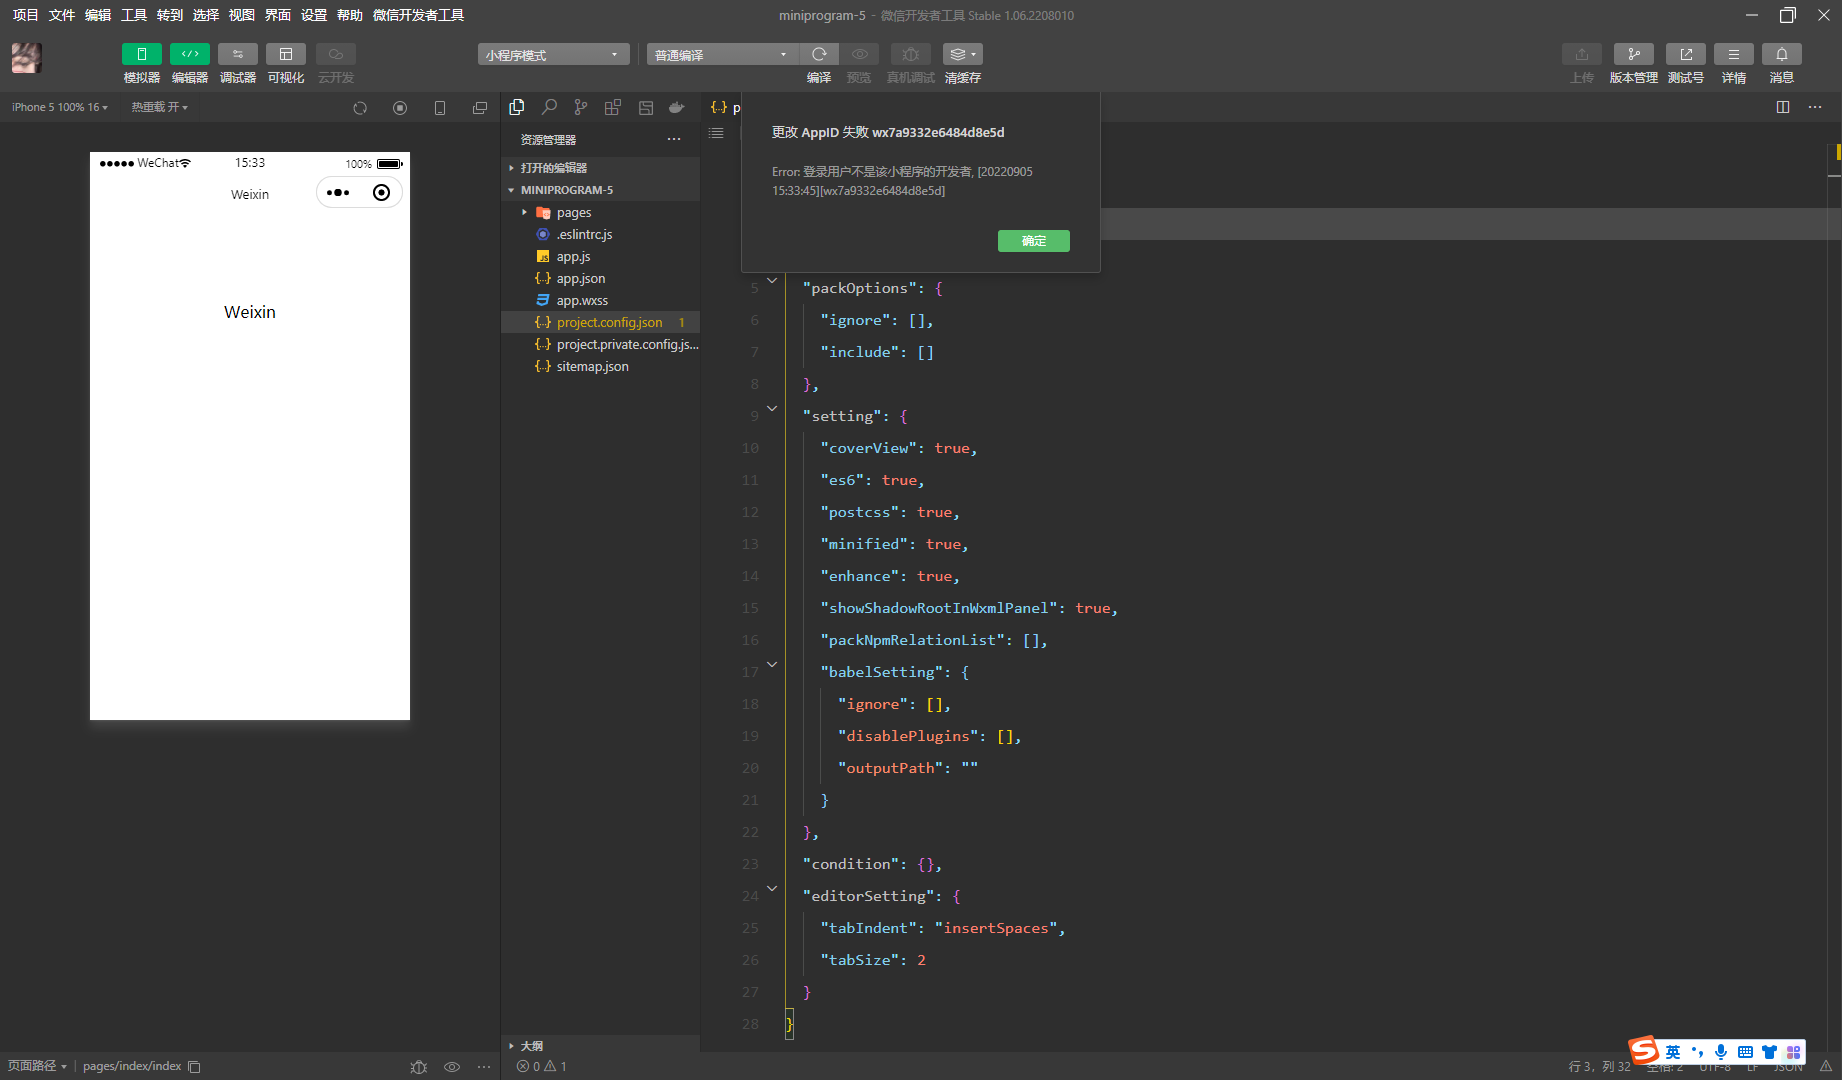 项目 文件 编辑 工具 转到 选择 视图 界面 设置 帮助 微信开发者工具
miniprogram-5 - 微信开发者工具 Stable 1.06.2208010
小程序模式
普通编译
模拟器 编辑器 调试器 可视化 云开发
编译 预览 真机调试 清缓存
上传 版本管理 测试号 详情 消息
iPhone 5 100% 16
热重载 开
WeChat
15:33
100%
Weixin
Weixin
资源管理器
打开的编辑器
MINIPROGRAM-5
pages
.eslintrc.js
app.js
app.json
app.wxss
project.config.json 1
project.private.config.js...
sitemap.json
大纲
{..} p
更改 AppID 失败 wx7a9332e6484d8e5d
Error: 登录用户不是该小程序的开发者, [20220905
15:33:45][wx7a9332e6484d8e5d]
确定
5 "packOptions": {
6 "ignore": [],
7 "include": []
8 },
9 "setting": {
10 "coverView": true,
11 "es6": true,
12 "postcss": true,
13 "minified": true,
14 "enhance": true,
15 "showShadowRootInWxmlPanel": true,
16 "packNpmRelationList": [],
17 "babelSetting": {
18 "ignore": [],
19 "disablePlugins": [],
20 "outputPath": ""
21 }
22 },
23 "condition": {},
24 "editorSetting": {
25 "tabIndent": "insertSpaces",
26 "tabSize": 2
27 }
28 }
页面路径 pages/index/index
0 1
行 3，列 32 空格: 2 UTF-8 LF JSON
S 英